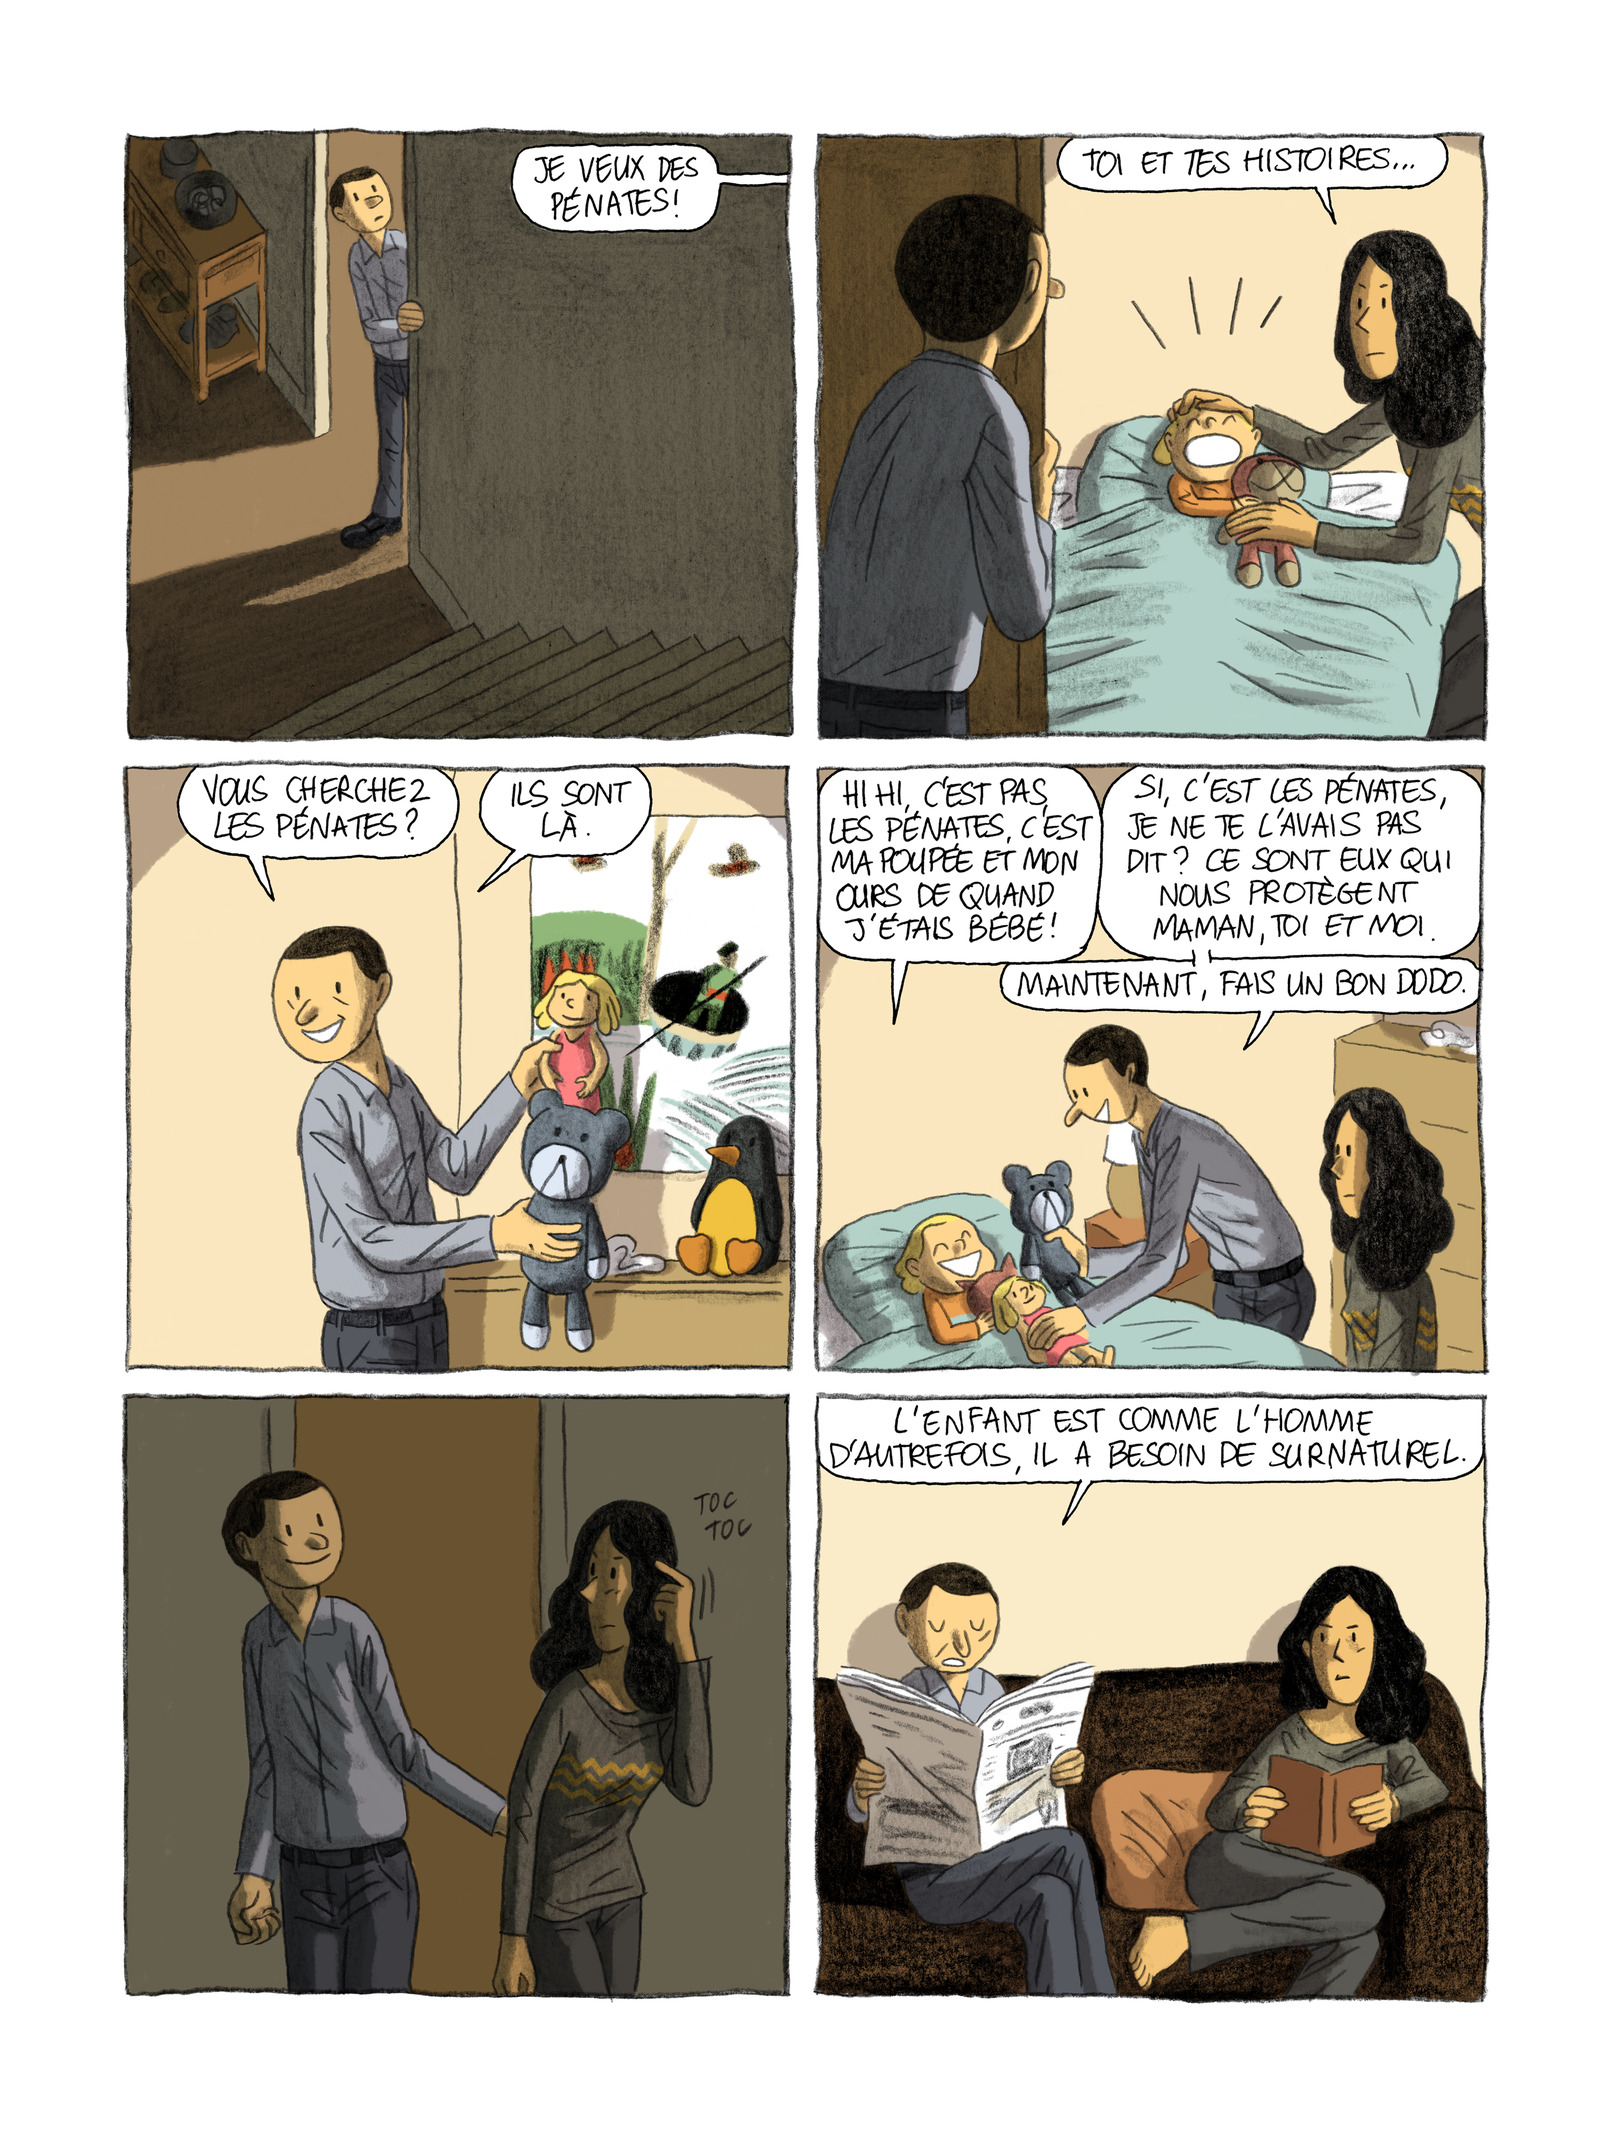 JE VEUX DES
PÉNATES!
TOI ET TES HISTOIRES...
VOUS CHERCHEZ
LES PÉNATES?
ILS SONT
LÀ.
HI HI, C'EST PAS
LES PÉNATES, C'EST
MA POUPÉE ET MON
OURS DE QUAND
J'ÉTAIS BÉBÉ!
SI, C'EST LES PÉNATES,
JE NE TE L'AVAIS PAS
DIT? CE SONT EUX QUI
NOUS PROTÈGENT
MAMAN, TOI ET MOI.
MAINTENANT, FAIS UN BON DODO.
TOC
TOC
L'ENFANT EST COMME L'HOMME
D'AUTREFOIS, IL A BESOIN DE SURNATUREL.